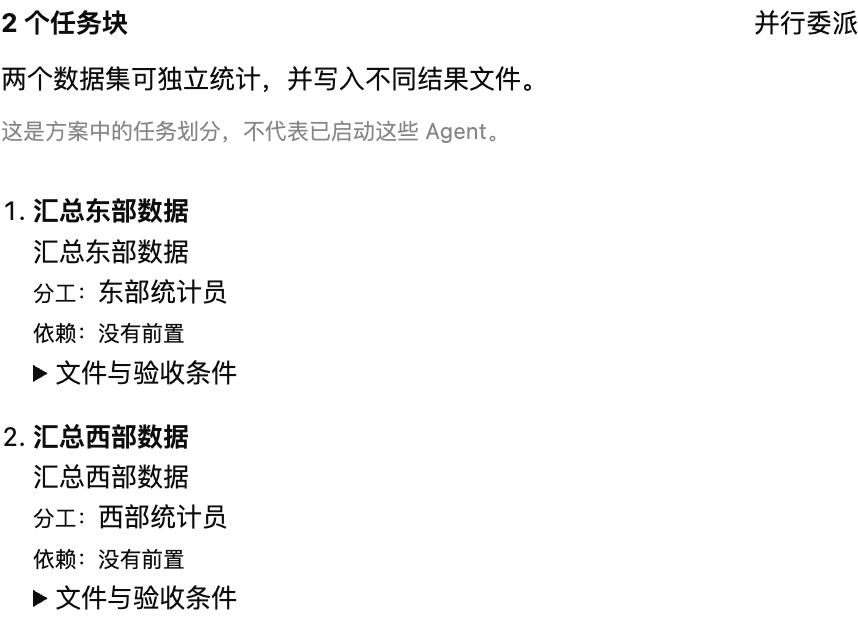 2 个任务块
并行委派
两个数据集可独立统计，并写入不同结果文件。
这是方案中的任务划分，不代表已启动这些 Agent。
1. 汇总东部数据
汇总东部数据
分工：东部统计员
依赖：没有前置
▶ 文件与验收条件
2. 汇总西部数据
汇总西部数据
分工：西部统计员
依赖：没有前置
▶ 文件与验收条件